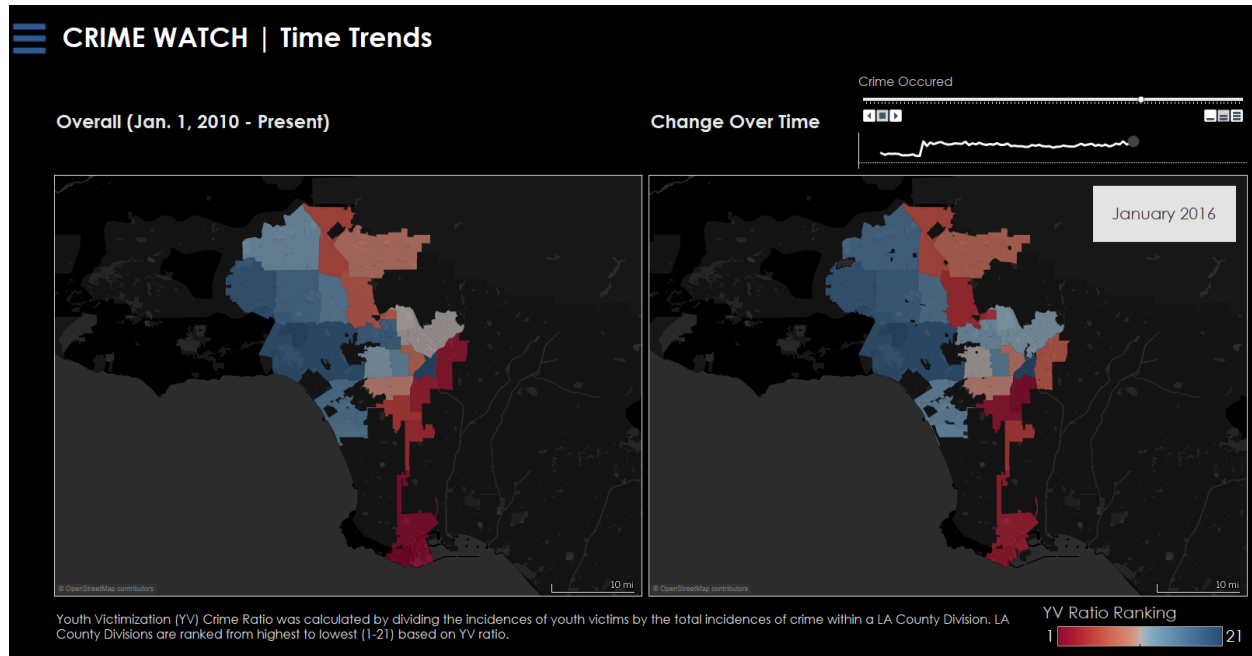 CRIME WATCH | Time Trends
Crime Occured
Overall (Jan. 1, 2010 - Present)
Change Over Time
January 2016
© OpenStreetMap contributors
10 mi
© OpenStreetMap contributors
10 mi
Youth Victimization (YV) Crime Ratio was calculated by dividing the incidences of youth victims by the total incidences of crime within a LA County Division. LA
County Divisions are ranked from highest to lowest (1-21) based on YV ratio.
YV Ratio Ranking
1 21